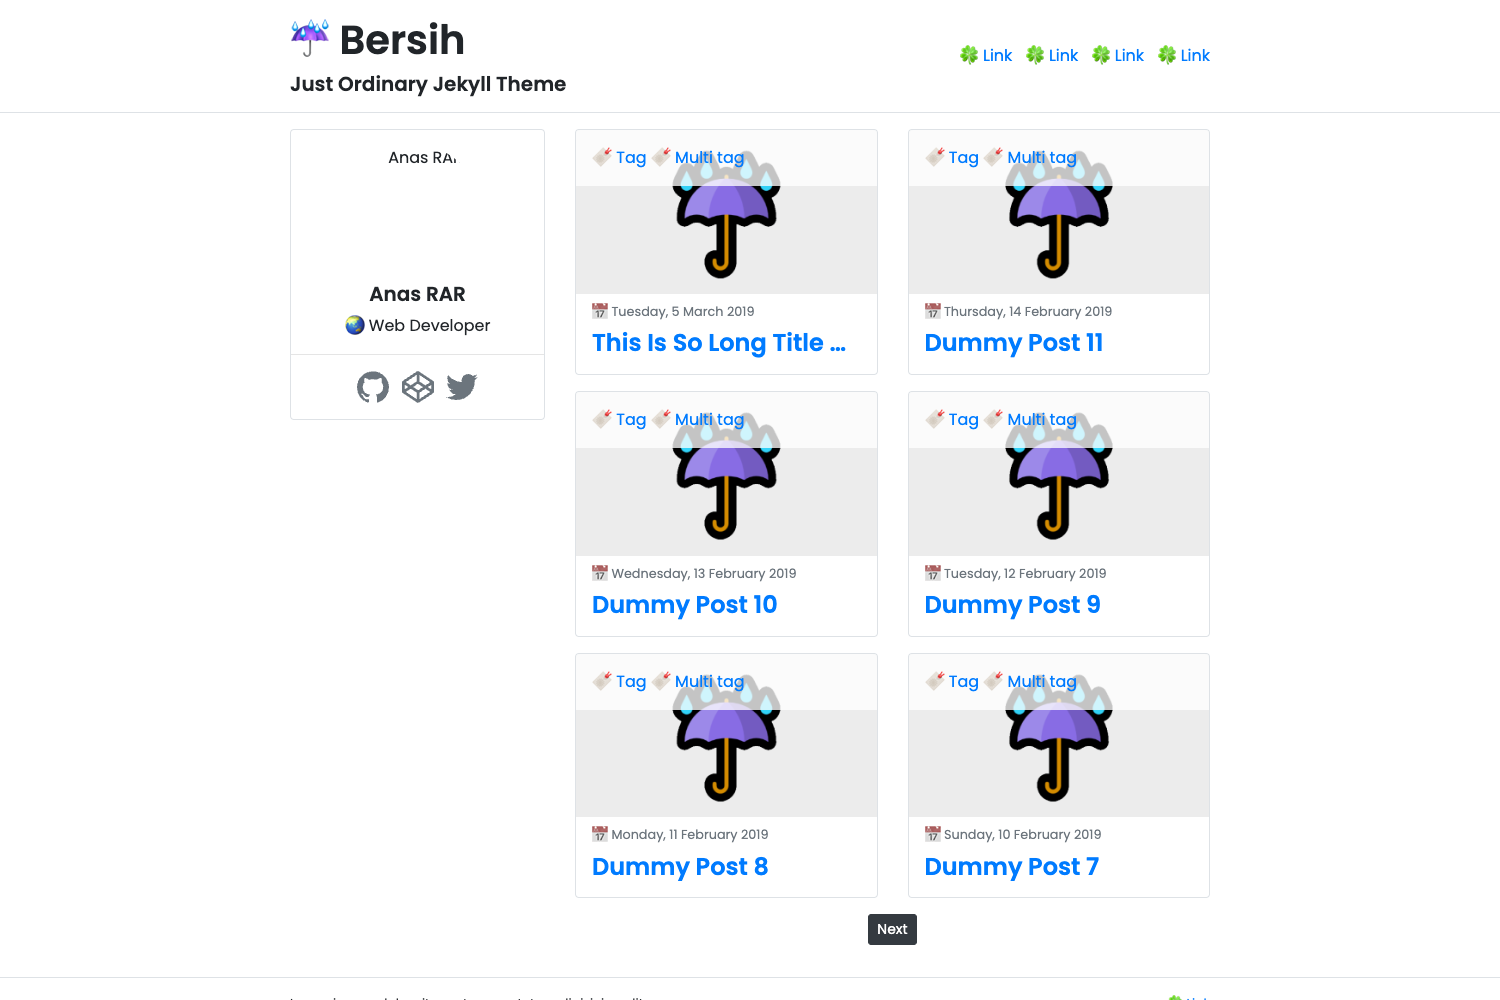 Bersih
Just Ordinary Jekyll Theme
Link Link Link Link
Anas RAR
Web Developer
Tag Multi tag
Tuesday, 5 March 2019
This Is So Long Title ...
Tag Multi tag
Thursday, 14 February 2019
Dummy Post 11
Tag Multi tag
Wednesday, 13 February 2019
Dummy Post 10
Tag Multi tag
Tuesday, 12 February 2019
Dummy Post 9
Tag Multi tag
Monday, 11 February 2019
Dummy Post 8
Tag Multi tag
Sunday, 10 February 2019
Dummy Post 7
Next